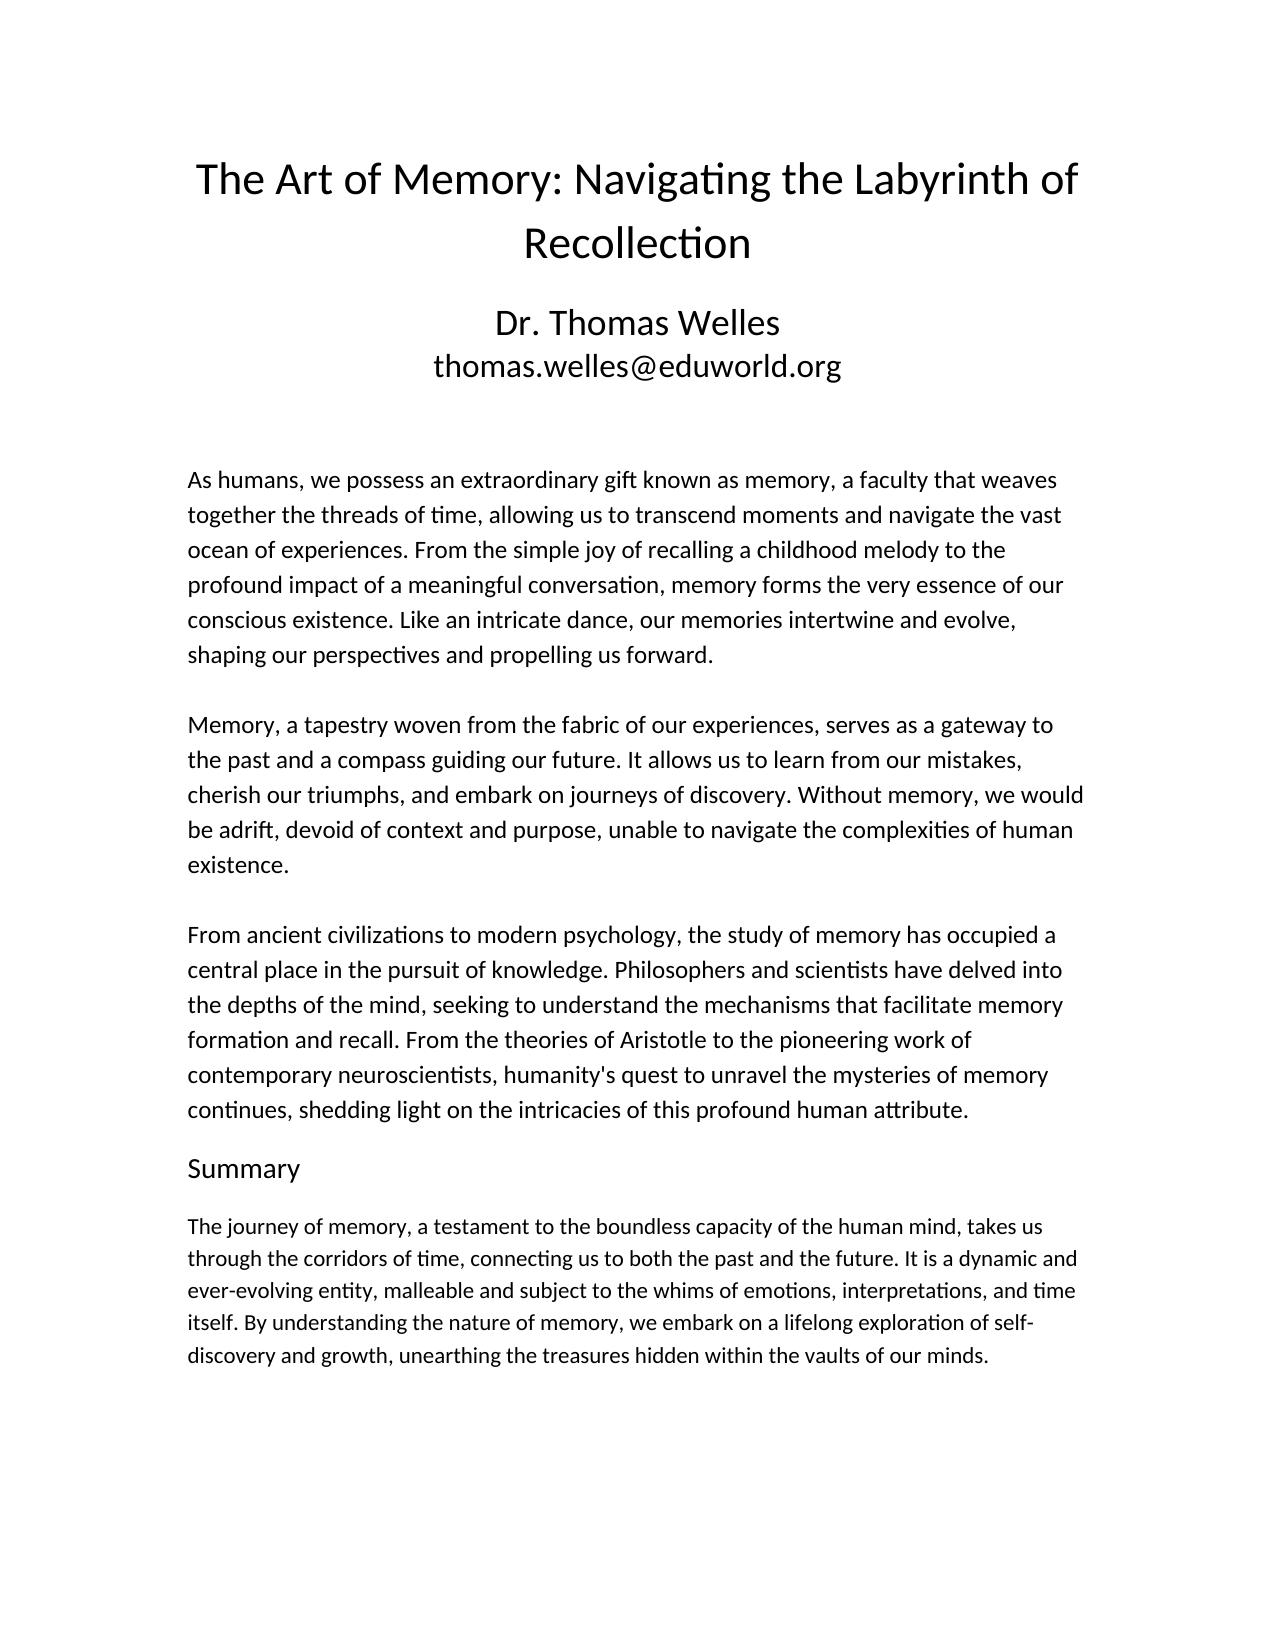 The Art of Memory: Navigating the Labyrinth of
Recollection
Dr. Thomas Welles
thomas.welles@eduworld.org
As humans, we possess an extraordinary gift known as memory, a faculty that weaves
together the threads of time, allowing us to transcend moments and navigate the vast
ocean of experiences. From the simple joy of recalling a childhood melody to the
profound impact of a meaningful conversation, memory forms the very essence of our
conscious existence. Like an intricate dance, our memories intertwine and evolve,
shaping our perspectives and propelling us forward.
Memory, a tapestry woven from the fabric of our experiences, serves as a gateway to
the past and a compass guiding our future. It allows us to learn from our mistakes,
cherish our triumphs, and embark on journeys of discovery. Without memory, we would
be adrift, devoid of context and purpose, unable to navigate the complexities of human
existence.
From ancient civilizations to modern psychology, the study of memory has occupied a
central place in the pursuit of knowledge. Philosophers and scientists have delved into
the depths of the mind, seeking to understand the mechanisms that facilitate memory
formation and recall. From the theories of Aristotle to the pioneering work of
contemporary neuroscientists, humanity's quest to unravel the mysteries of memory
continues, shedding light on the intricacies of this profound human attribute.
Summary
The journey of memory, a testament to the boundless capacity of the human mind, takes us
through the corridors of time, connecting us to both the past and the future. It is a dynamic and
ever-evolving entity, malleable and subject to the whims of emotions, interpretations, and time
itself. By understanding the nature of memory, we embark on a lifelong exploration of self-
discovery and growth, unearthing the treasures hidden within the vaults of our minds.